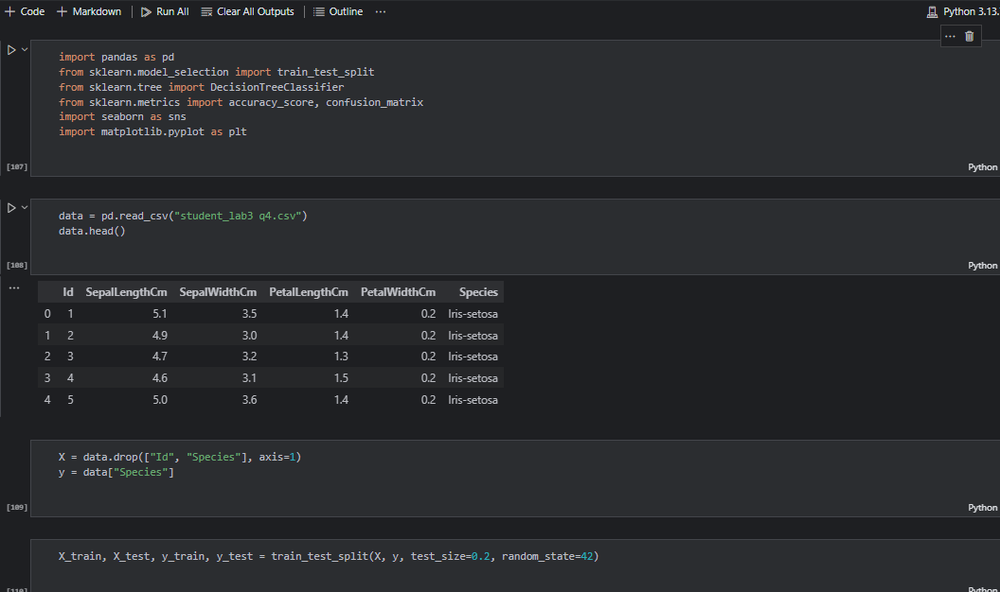 Code Markdown Run All Clear All Outputs Outline ... Python 3.13.
import pandas as pd
from sklearn.model_selection import train_test_split
from sklearn.tree import DecisionTreeClassifier
from sklearn.metrics import accuracy_score, confusion_matrix
import seaborn as sns
import matplotlib.pyplot as plt
[107] Python
data = pd.read_csv("student_lab3 q4.csv")
data.head()
[108] Python
Id SepalLengthCm SepalWidthCm PetalLengthCm PetalWidthCm Species
0 1 5.1 3.5 1.4 0.2 Iris-setosa
1 2 4.9 3.0 1.4 0.2 Iris-setosa
2 3 4.7 3.2 1.3 0.2 Iris-setosa
3 4 4.6 3.1 1.5 0.2 Iris-setosa
4 5 5.0 3.6 1.4 0.2 Iris-setosa
X = data.drop(["Id", "Species"], axis=1)
y = data["Species"]
[109] Python
X_train, X_test, y_train, y_test = train_test_split(X, y, test_size=0.2, random_state=42)
[110] Python